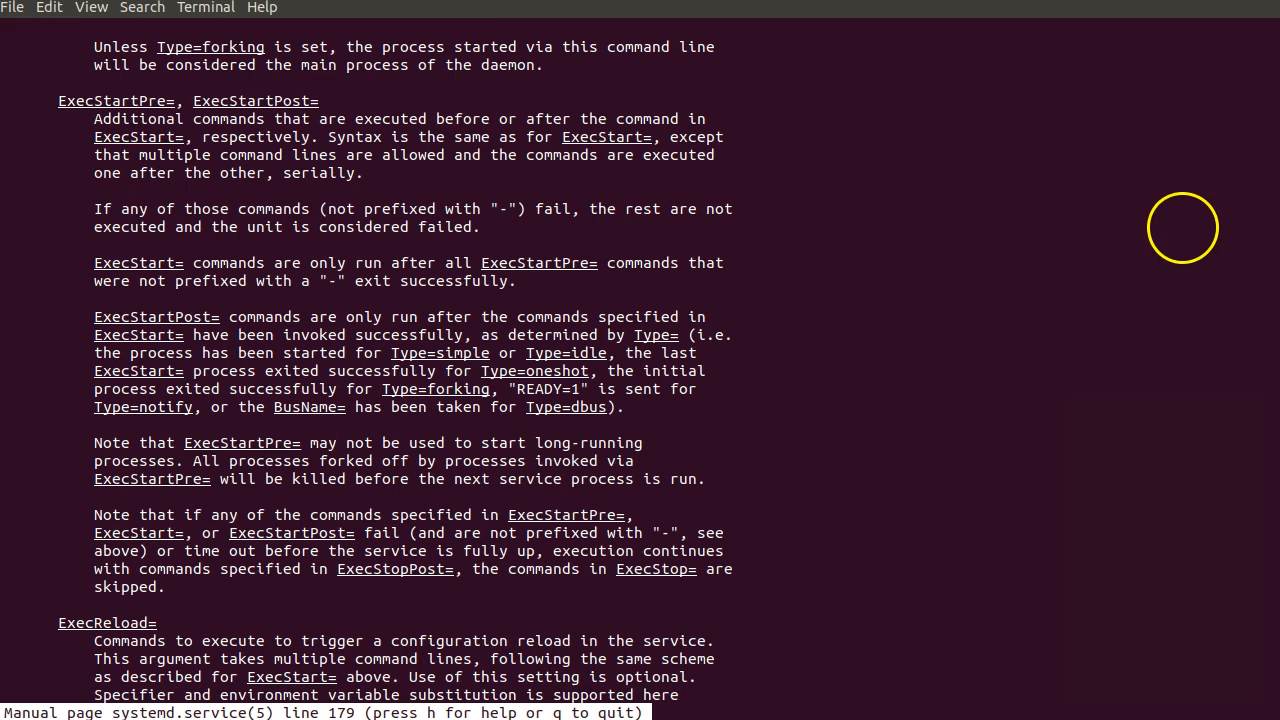 File Edit View Search Terminal Help
Unless Type=forking is set, the process started via this command line
will be considered the main process of the daemon.
ExecStartPre=, ExecStartPost=
Additional commands that are executed before or after the command in
ExecStart=, respectively. Syntax is the same as for ExecStart=, except
that multiple command lines are allowed and the commands are executed
one after the other, serially.
If any of those commands (not prefixed with "-") fail, the rest are not
executed and the unit is considered failed.
ExecStart= commands are only run after all ExecStartPre= commands that
were not prefixed with a "-" exit successfully.
ExecStartPost= commands are only run after the commands specified in
ExecStart= have been invoked successfully, as determined by Type= (i.e.
the process has been started for Type=simple or Type=idle, the last
ExecStart= process exited successfully for Type=oneshot, the initial
process exited successfully for Type=forking, "READY=1" is sent for
Type=notify, or the BusName= has been taken for Type=dbus).
Note that ExecStartPre= may not be used to start long-running
processes. All processes forked off by processes invoked via
ExecStartPre= will be killed before the next service process is run.
Note that if any of the commands specified in ExecStartPre=,
ExecStart=, or ExecStartPost= fail (and are not prefixed with "-", see
above) or time out before the service is fully up, execution continues
with commands specified in ExecStopPost=, the commands in ExecStop= are
skipped.
ExecReload=
Commands to execute to trigger a configuration reload in the service.
This argument takes multiple command lines, following the same scheme
as described for ExecStart= above. Use of this setting is optional.
Specifier and environment variable substitution is supported here
Manual page systemd.service(5) line 179 (press h for help or q to quit)